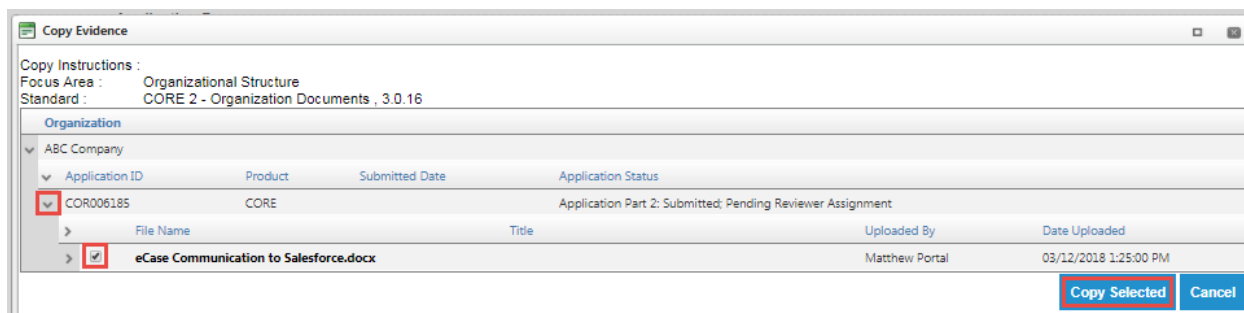 Copy Evidence
Copy Instructions :
Focus Area : Organizational Structure
Standard : CORE 2 - Organization Documents , 3.0.16
Organization
ABC Company
Application ID Product Submitted Date Application Status
COR006185 CORE Application Part 2: Submitted; Pending Reviewer Assignment
File Name Title Uploaded By Date Uploaded
eCase Communication to Salesforce.docx Matthew Portal 03/12/2018 1:25:00 PM
Copy Selected Cancel